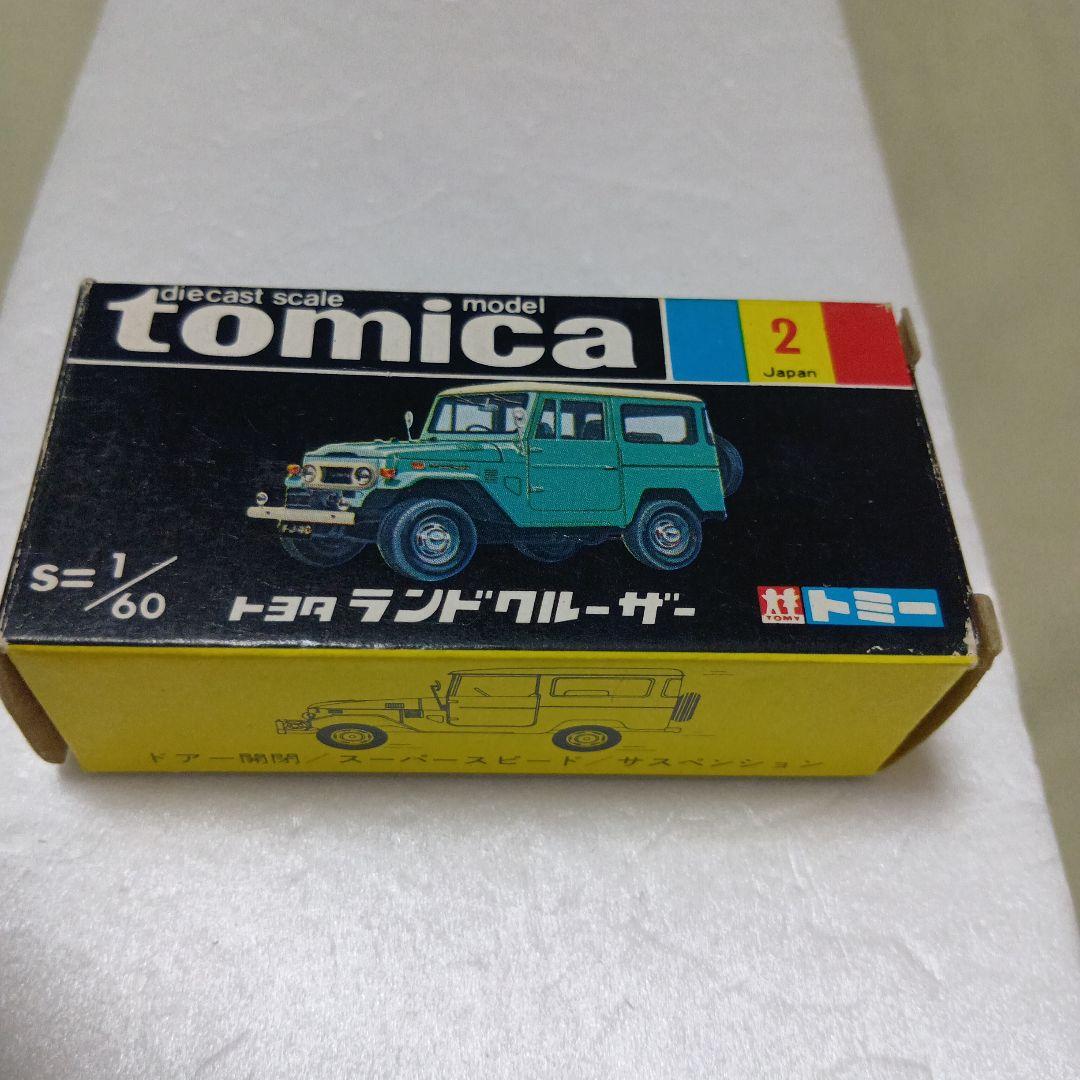 diecast scale model
tomica
2
Japan
FJ40
S=1/60
トヨタ ランドクルーザー
TOMY
トミー
ドアー開閉/スーパースピード/サスペンション